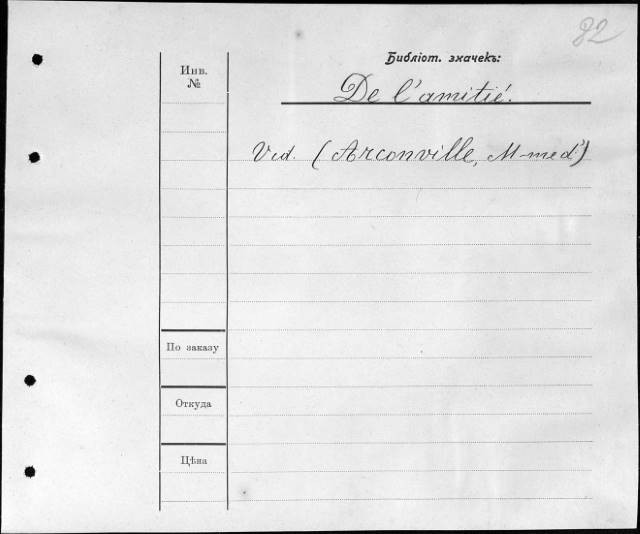 82
Библіот. значекъ:
Инв.
№
De l'amitié.
Vid. (Arconville, M-me d')
По заказу
Откуда
Цѣна